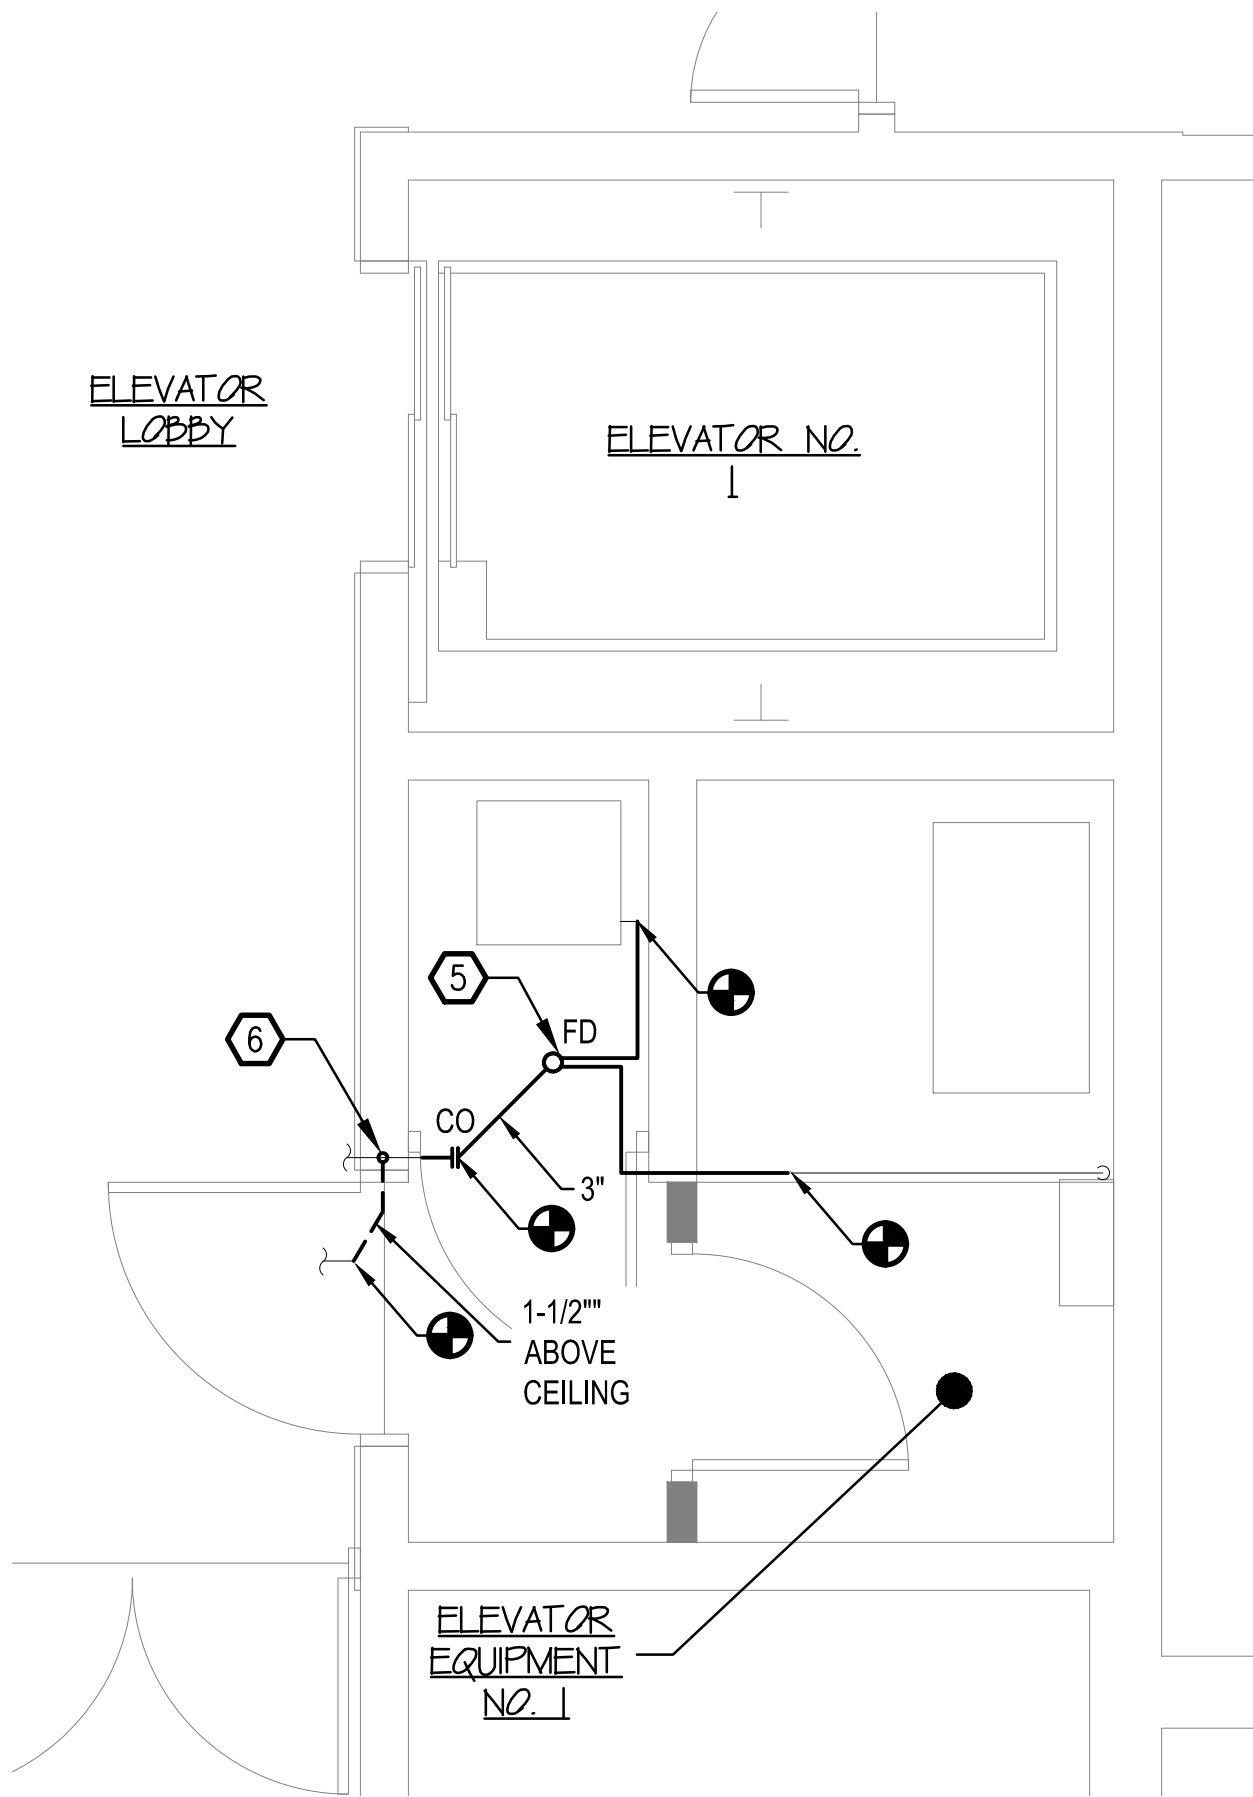 ELEVATOR
LOBBY
ELEVATOR NO.
1
5
FD
6
CO
3"
1-1/2""
ABOVE
CEILING
ELEVATOR
EQUIPMENT
NO. 1